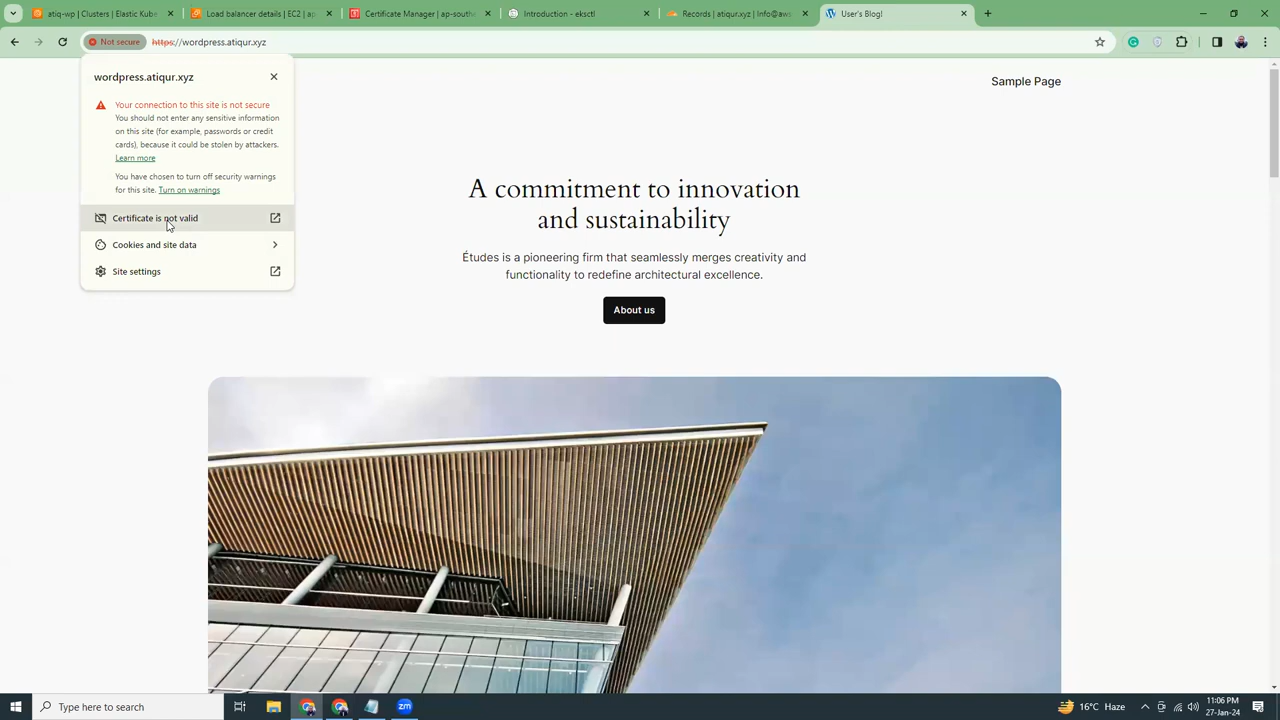 atiq-wp | Clusters | Elastic Kube
Load balancer details | EC2 | ap
Certificate Manager | ap-south
Introduction - eksctl
Records | atiqur.xyz | Info@aws
User's Blog!
Not secure
https://wordpress.atiqur.xyz
wordpress.atiqur.xyz
Your connection to this site is not secure
You should not enter any sensitive information
on this site (for example, passwords or credit
cards), because it could be stolen by attackers.
Learn more
You have chosen to turn off security warnings
for this site. Turn on warnings
Certificate is not valid
Cookies and site data
Site settings
Sample Page
A commitment to innovation
and sustainability
Études is a pioneering firm that seamlessly merges creativity and
functionality to redefine architectural excellence.
About us
Type here to search
16°C Haze
11:06 PM
27-Jan-24